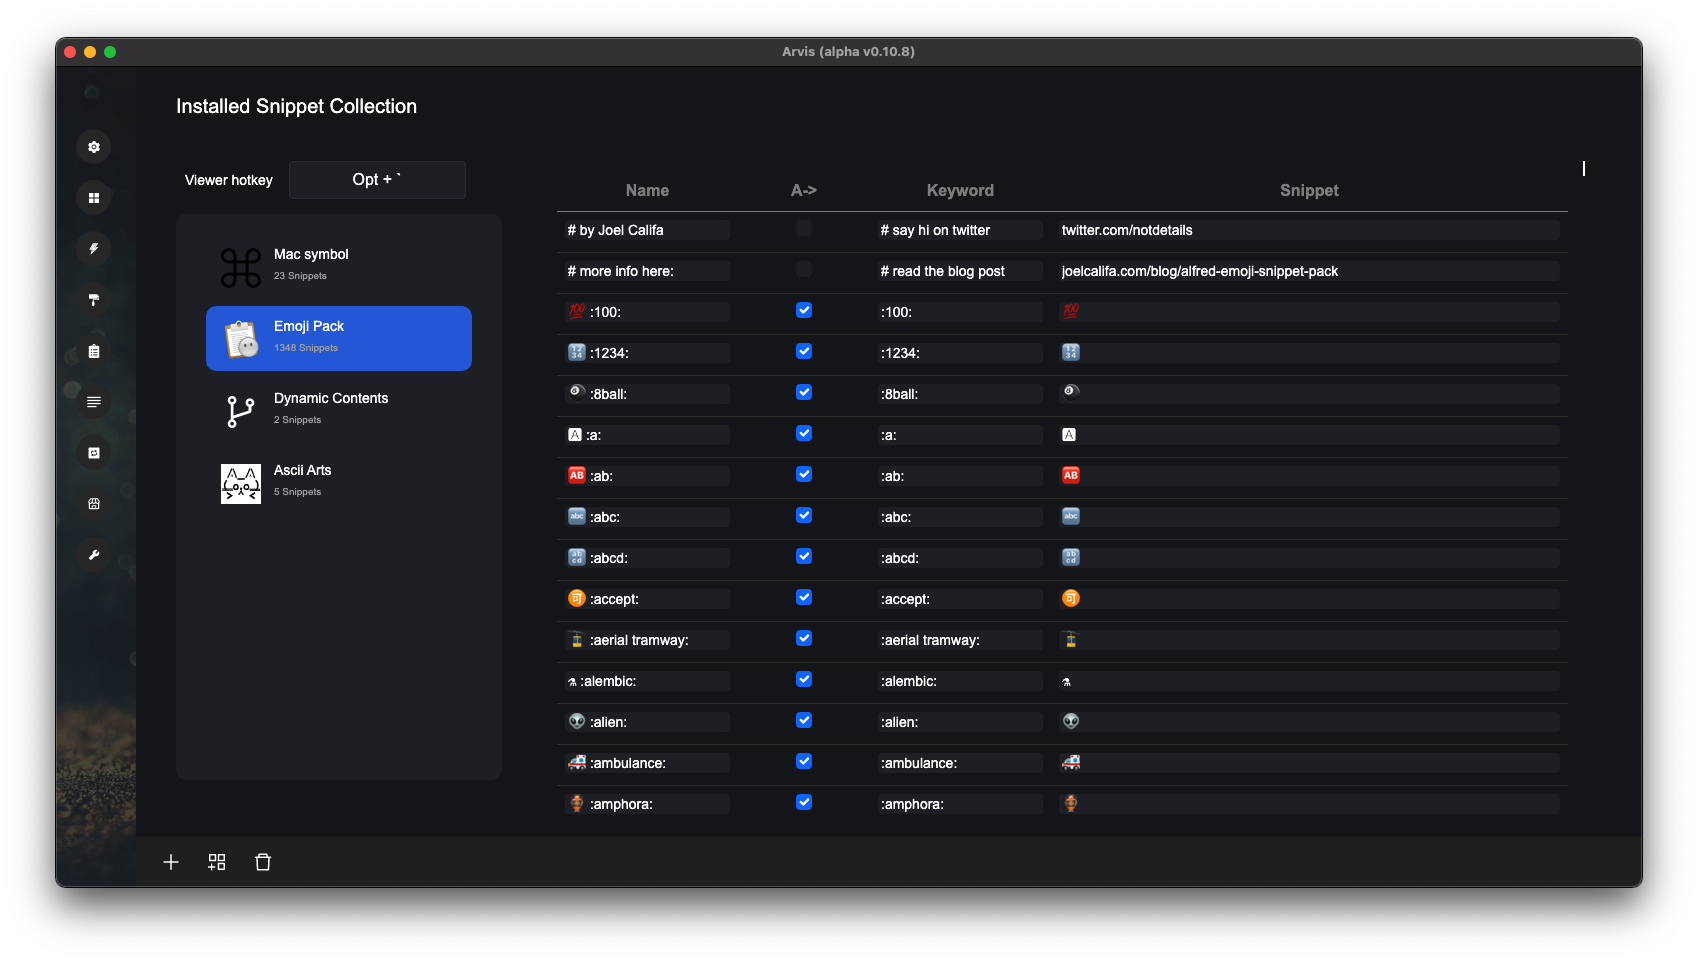 Arvis (alpha v0.10.8)
Installed Snippet Collection
Viewer hotkey Opt + `
Mac symbol
23 Snippets
Emoji Pack
1348 Snippets
Dynamic Contents
2 Snippets
Ascii Arts
5 Snippets
Name A-> Keyword Snippet
# by Joel Califa # say hi on twitter twitter.com/notdetails
# more info here: # read the blog post joelcalifa.com/blog/alfred-emoji-snippet-pack
💯 :100: :100: 💯
🔢 :1234: :1234: 🔢
🎱 :8ball: :8ball: 🎱
🅰 :a: :a: 🅰
🆎 :ab: :ab: 🆎
🔤 :abc: :abc: 🔤
🔡 :abcd: :abcd: 🔡
🉑 :accept: :accept: 🉑
🚡 :aerial tramway: :aerial tramway: 🚡
⚗ :alembic: :alembic: ⚗
👽 :alien: :alien: 👽
🚑 :ambulance: :ambulance: 🚑
🏺 :amphora: :amphora: 🏺